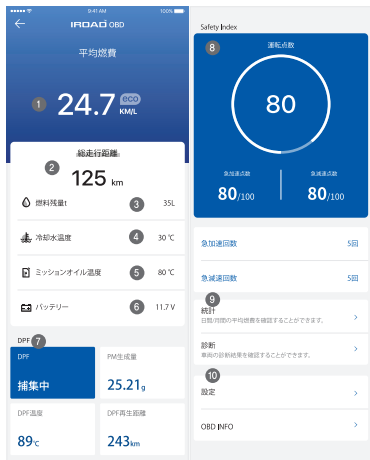 9:41 AM
100%
IROAD OBD
平均燃費
1
24.7
eco
KM/L
総走行距離
2
125 km
燃料残量t
3
35L
冷却水温度
4
30 ℃
ミッションオイル温度
5
80 ℃
バッテリー
6
11.7 V
DPF
7
DPF
捕集中
PM生成量
25.21g
DPF温度
89℃
DPF再生距離
243km
Safety Index
8
運転点数
80
急加速点数
80/100
急減速点数
80/100
急加速回数
5回
急減速回数
5回
9
統計
日間/月間の平均燃費を確認することができます。
診断
車両の診断結果を確認することができます。
10
設定
OBD INFO